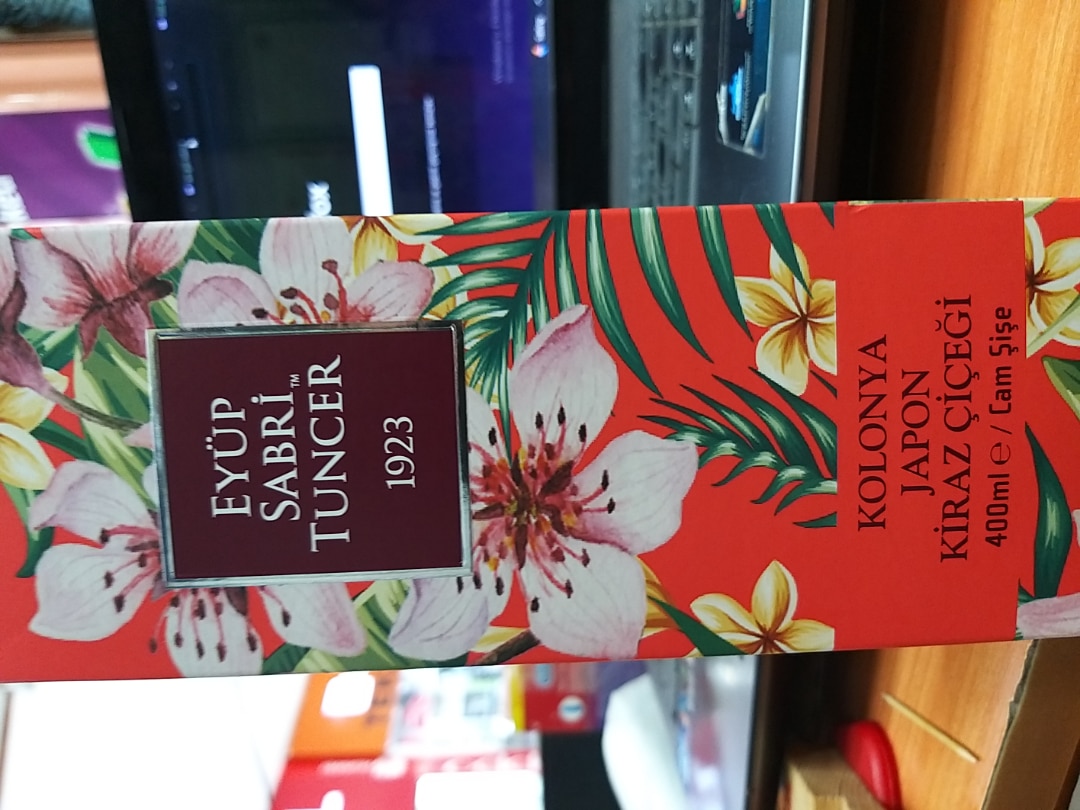 EYÜP
SABRİ™
TUNCER
1923
KOLONYA
JAPON
KİRAZ ÇİÇEĞİ
400ml ℮ / Cam Şişe